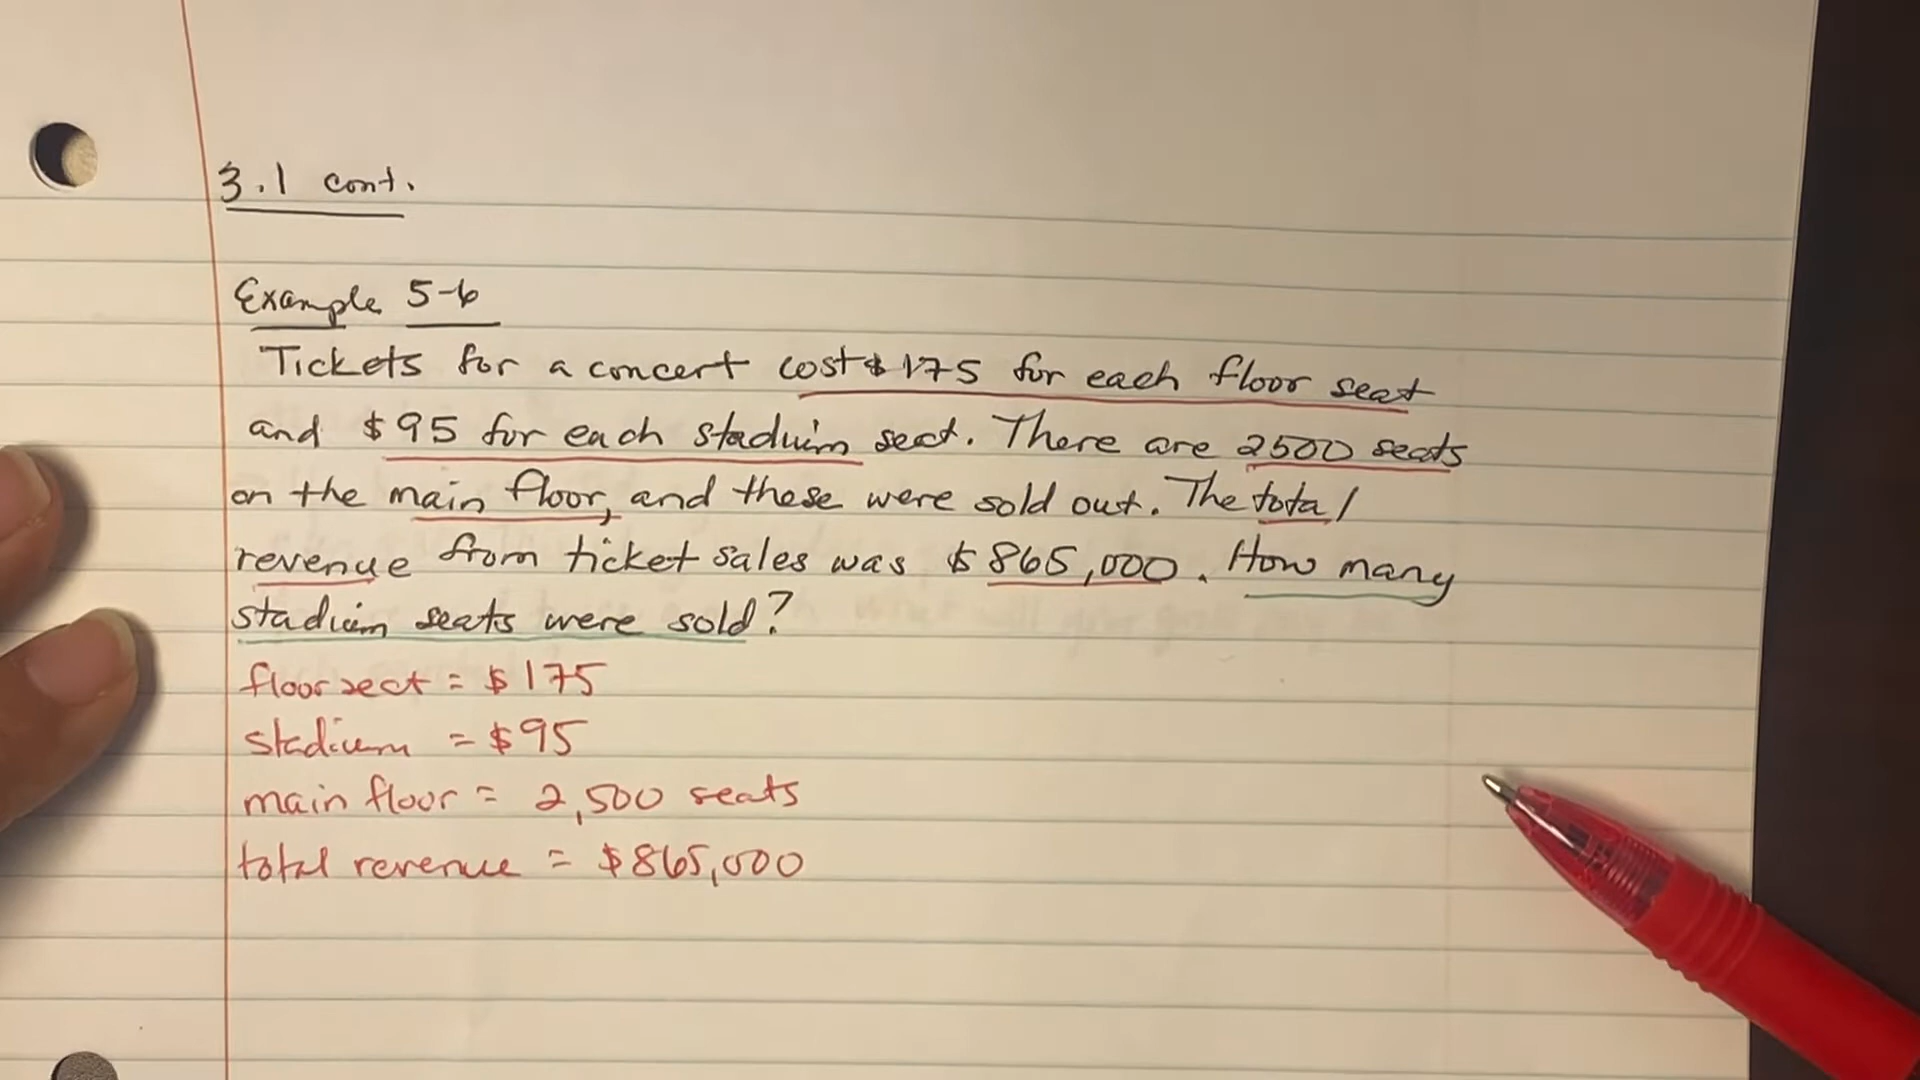 3.1 cont.
Example 5-6
Tickets for a concert cost $175 for each floor seat
and $95 for each stadium seat. There are 2500 seats
on the main floor, and these were sold out. The total
revenue from ticket sales was $865,000. How many
stadium seats were sold?
floor seat = $175
stadium = $95
main floor = 2,500 seats
total revenue = $865,000